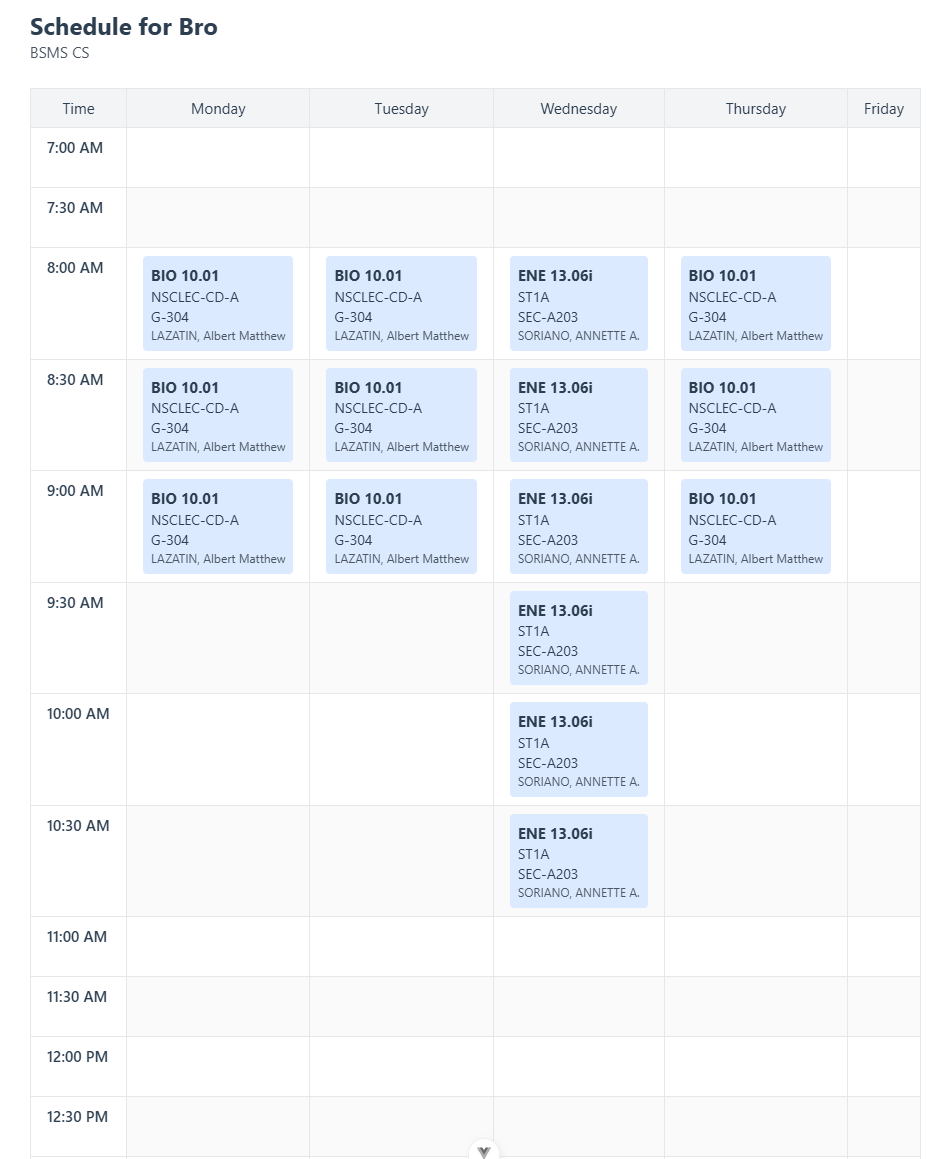 Schedule for Bro
BSMS CS
Time Monday Tuesday Wednesday Thursday Friday
7:00 AM
7:30 AM
8:00 AM
BIO 10.01
NSCLEC-CD-A
G-304
LAZATIN, Albert Matthew
BIO 10.01
NSCLEC-CD-A
G-304
LAZATIN, Albert Matthew
ENE 13.06i
ST1A
SEC-A203
SORIANO, ANNETTE A.
BIO 10.01
NSCLEC-CD-A
G-304
LAZATIN, Albert Matthew
8:30 AM
BIO 10.01
NSCLEC-CD-A
G-304
LAZATIN, Albert Matthew
BIO 10.01
NSCLEC-CD-A
G-304
LAZATIN, Albert Matthew
ENE 13.06i
ST1A
SEC-A203
SORIANO, ANNETTE A.
BIO 10.01
NSCLEC-CD-A
G-304
LAZATIN, Albert Matthew
9:00 AM
BIO 10.01
NSCLEC-CD-A
G-304
LAZATIN, Albert Matthew
BIO 10.01
NSCLEC-CD-A
G-304
LAZATIN, Albert Matthew
ENE 13.06i
ST1A
SEC-A203
SORIANO, ANNETTE A.
BIO 10.01
NSCLEC-CD-A
G-304
LAZATIN, Albert Matthew
9:30 AM
ENE 13.06i
ST1A
SEC-A203
SORIANO, ANNETTE A.
10:00 AM
ENE 13.06i
ST1A
SEC-A203
SORIANO, ANNETTE A.
10:30 AM
ENE 13.06i
ST1A
SEC-A203
SORIANO, ANNETTE A.
11:00 AM
11:30 AM
12:00 PM
12:30 PM